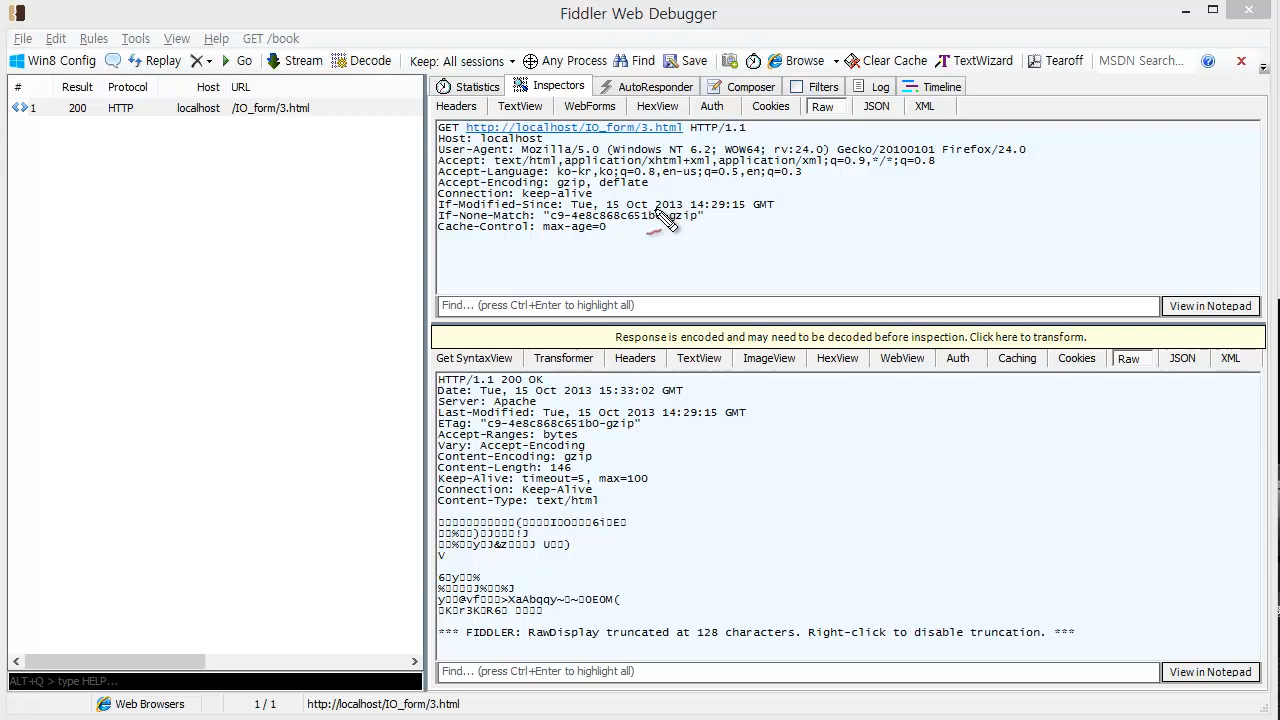 Fiddler Web Debugger
File Edit Rules Tools View Help GET /book
Win8 Config Replay Go Stream Decode Keep: All sessions Any Process Find Save Browse Clear Cache TextWizard Tearoff MSDN Search...
# Result Protocol Host URL
1 200 HTTP localhost /IO_form/3.html
Statistics Inspectors AutoResponder Composer Filters Log Timeline
Headers TextView WebForms HexView Auth Cookies Raw JSON XML
GET http://localhost/IO_form/3.html HTTP/1.1
Host: localhost
User-Agent: Mozilla/5.0 (Windows NT 6.2; WOW64; rv:24.0) Gecko/20100101 Firefox/24.0
Accept: text/html,application/xhtml+xml,application/xml;q=0.9,*/*;q=0.8
Accept-Language: ko-kr,ko;q=0.8,en-us;q=0.5,en;q=0.3
Accept-Encoding: gzip, deflate
Connection: keep-alive
If-Modified-Since: Tue, 15 Oct 2013 14:29:15 GMT
If-None-Match: "c9-4e8c868c651b0-gzip"
Cache-Control: max-age=0
Find... (press Ctrl+Enter to highlight all) View in Notepad
Response is encoded and may need to be decoded before inspection. Click here to transform.
Get SyntaxView Transformer Headers TextView ImageView HexView WebView Auth Caching Cookies Raw JSON XML
HTTP/1.1 200 OK
Date: Tue, 15 Oct 2013 15:33:02 GMT
Server: Apache
Last-Modified: Tue, 15 Oct 2013 14:29:15 GMT
ETag: "c9-4e8c868c651b0-gzip"
Accept-Ranges: bytes
Vary: Accept-Encoding
Content-Encoding: gzip
Content-Length: 146
Keep-Alive: timeout=5, max=100
Connection: Keep-Alive
Content-Type: text/html
*** FIDDLER: RawDisplay truncated at 128 characters. Right-click to disable truncation. ***
Find... (press Ctrl+Enter to highlight all) View in Notepad
ALT+Q > type HELP...
Web Browsers 1 / 1 http://localhost/IO_form/3.html